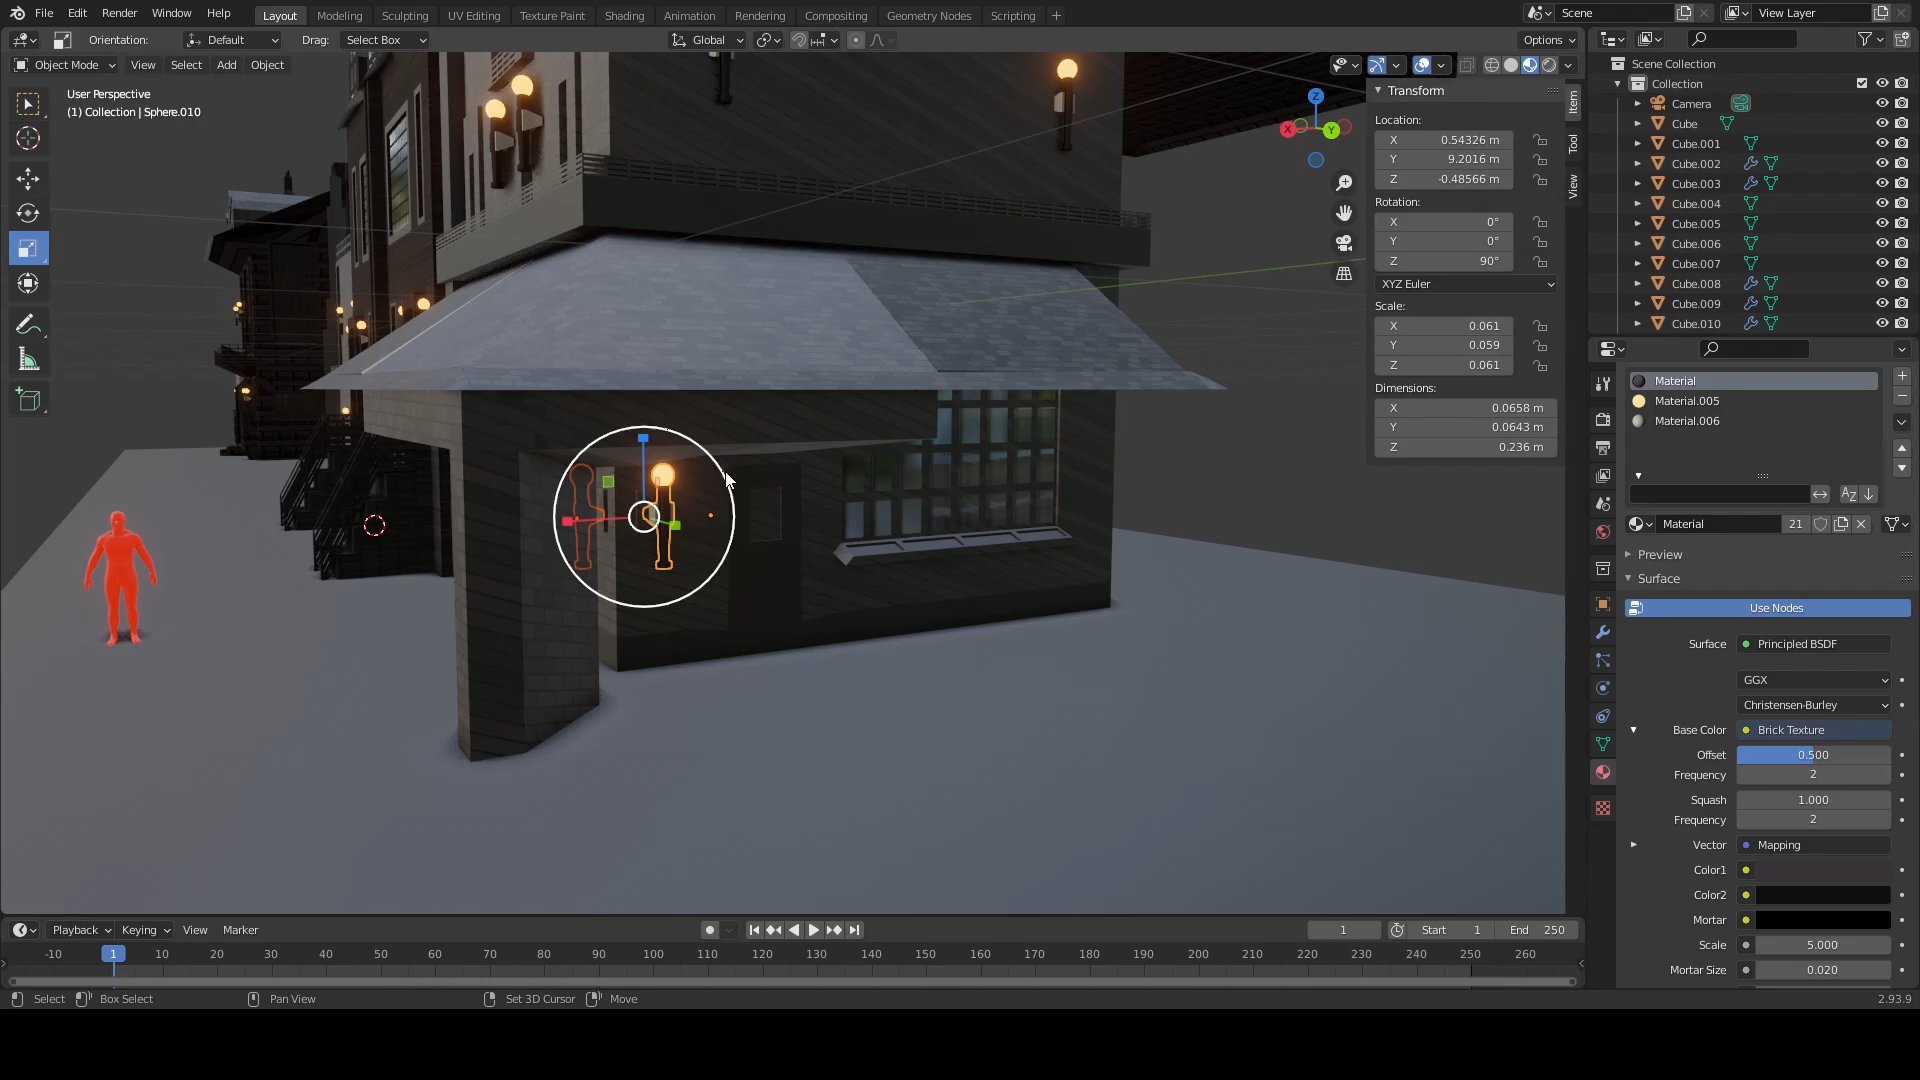 File Edit Render Window Help Layout Modeling Sculpting UV Editing Texture Paint Shading Animation Rendering Compositing Geometry Nodes Scripting + Scene View Layer
Orientation: Default Drag: Select Box Global Options
Object Mode View Select Add Object
User Perspective
(1) Collection | Sphere.010
Z
X
Y
Transform
Location:
X 0.54326 m
Y 9.2016 m
Z -0.48566 m
Rotation:
X 0°
Y 0°
Z 90°
XYZ Euler
Scale:
X 0.061
Y 0.059
Z 0.061
Dimensions:
X 0.0658 m
Y 0.0643 m
Z 0.236 m
Item
Tool
View
Scene Collection
Collection
Camera
Cube
Cube.001
Cube.002
Cube.003
Cube.004
Cube.005
Cube.006
Cube.007
Cube.008
Cube.009
Cube.010
Material
Material.005
Material.006
Material 21
Preview
Surface
Use Nodes
Surface Principled BSDF
GGX
Christensen-Burley
Base Color Brick Texture
Offset 0.500
Frequency 2
Squash 1.000
Frequency 2
Vector Mapping
Color1
Color2
Mortar
Scale 5.000
Mortar Size 0.020
Playback Keying View Marker 1 Start 1 End 250
-10 1 10 20 30 40 50 60 70 80 90 100 110 120 130 140 150 160 170 180 190 200 210 220 230 240 250 260
Select Box Select Pan View Set 3D Cursor Move 2.93.9